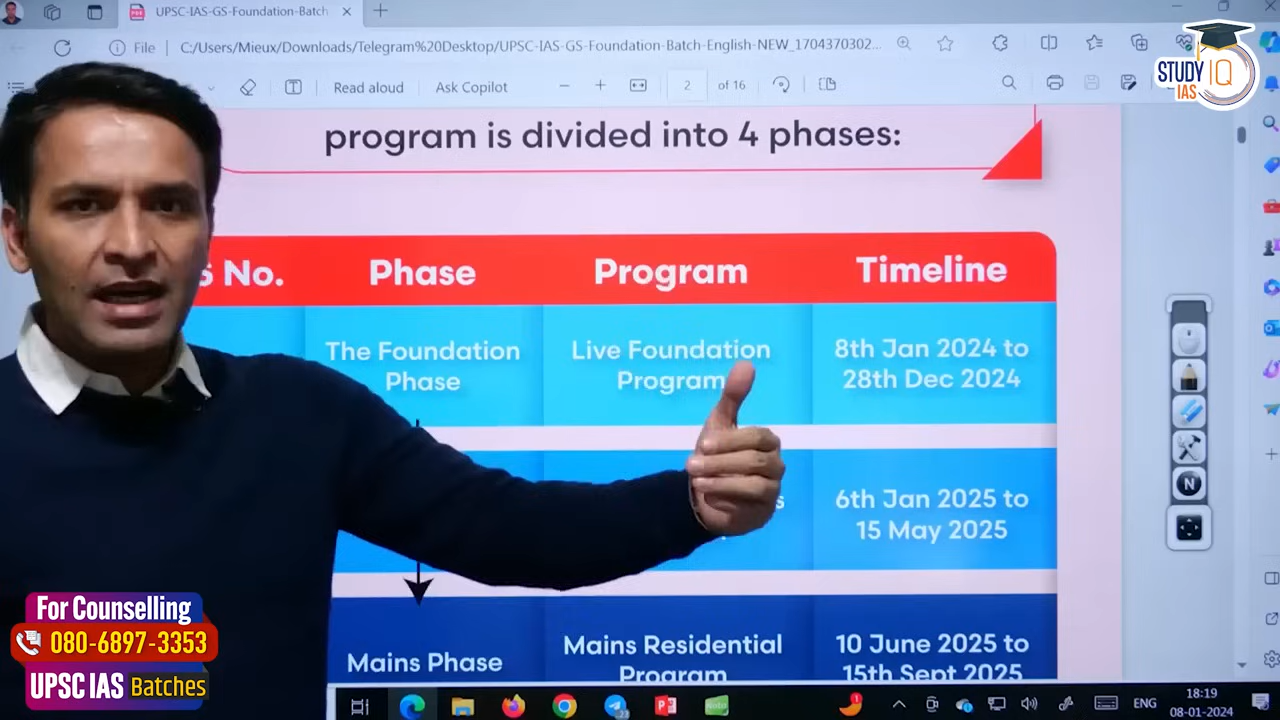 UPSC-IAS-GS-Foundation-Batch
File
C:/Users/Mieux/Downloads/Telegram%20Desktop/UPSC-IAS-GS-Foundation-Batch-English-NEW_1704370302...
Read aloud
Ask Copilot
2 of 16
STUDY IQ
IAS
program is divided into 4 phases:
No. Phase Program Timeline
The Foundation
Phase
Live Foundation
Program
8th Jan 2024 to
28th Dec 2024
6th Jan 2025 to
15 May 2025
Mains Phase
Mains Residential
Program
10 June 2025 to
15th Sept 2025
For Counselling
080-6897-3353
UPSC IAS Batches
ENG
18:19
08-01-2024